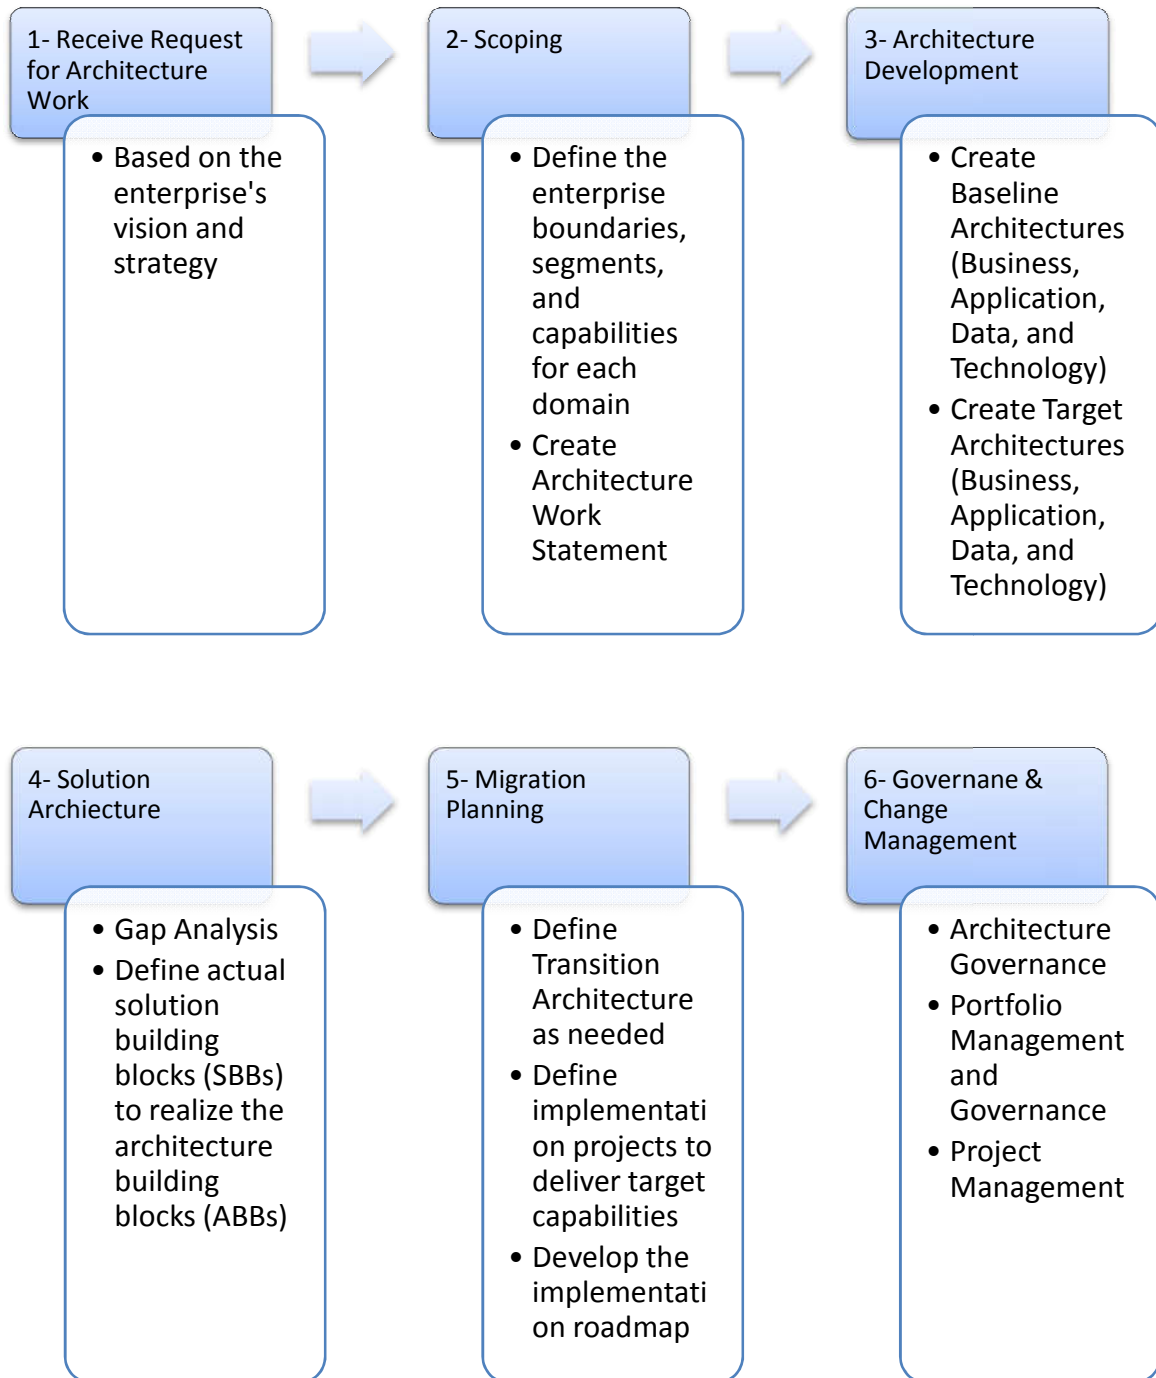 1- Receive Request
for Architecture
Work
• Based on the
enterprise's
vision and
strategy
2- Scoping
• Define the
enterprise
boundaries,
segments,
and
capabilities
for each
domain
• Create
Architecture
Work
Statement
3- Architecture
Development
• Create
Baseline
Architectures
(Business,
Application,
Data, and
Technology)
• Create Target
Architectures
(Business,
Application,
Data, and
Technology)
4- Solution
Archiecture
• Gap Analysis
• Define actual
solution
building
blocks (SBBs)
to realize the
architecture
building
blocks (ABBs)
5- Migration
Planning
• Define
Transition
Architecture
as needed
• Define
implementati
on projects to
deliver target
capabilities
• Develop the
implementati
on roadmap
6- Governane &
Change
Management
• Architecture
Governance
• Portfolio
Management
and
Governance
• Project
Management